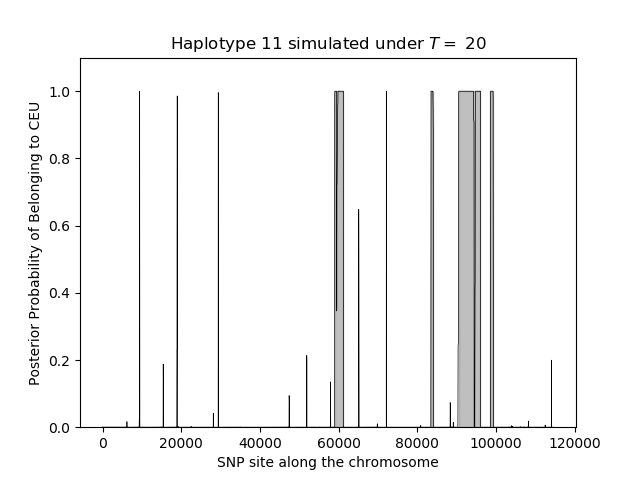 Haplotype 11 simulated under T = 20
Posterior Probability of Belonging to CEU
1.0
0.8
0.6
0.4
0.2
0.0
0 20000 40000 60000 80000 100000 120000
SNP site along the chromosome